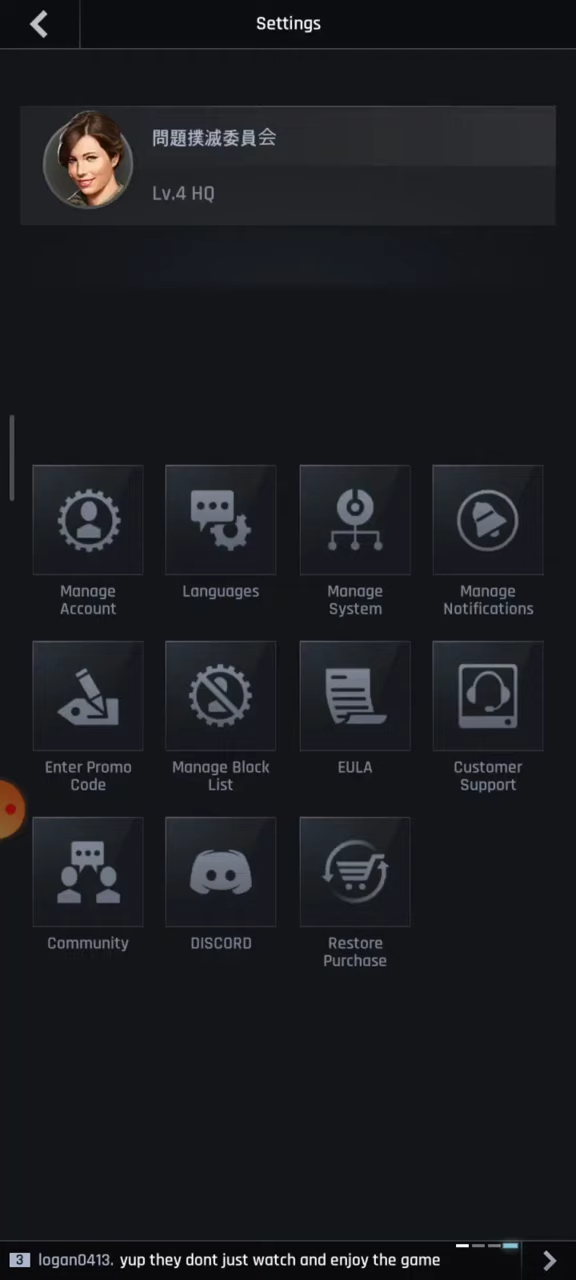 Settings
問題撲滅委員会
Lv.4 HQ
Manage
Account
Languages
Manage
System
Manage
Notifications
Enter Promo
Code
Manage Block
List
EULA
Customer
Support
Community
DISCORD
Restore
Purchase
3 logan0413. yup they dont just watch and enjoy the game